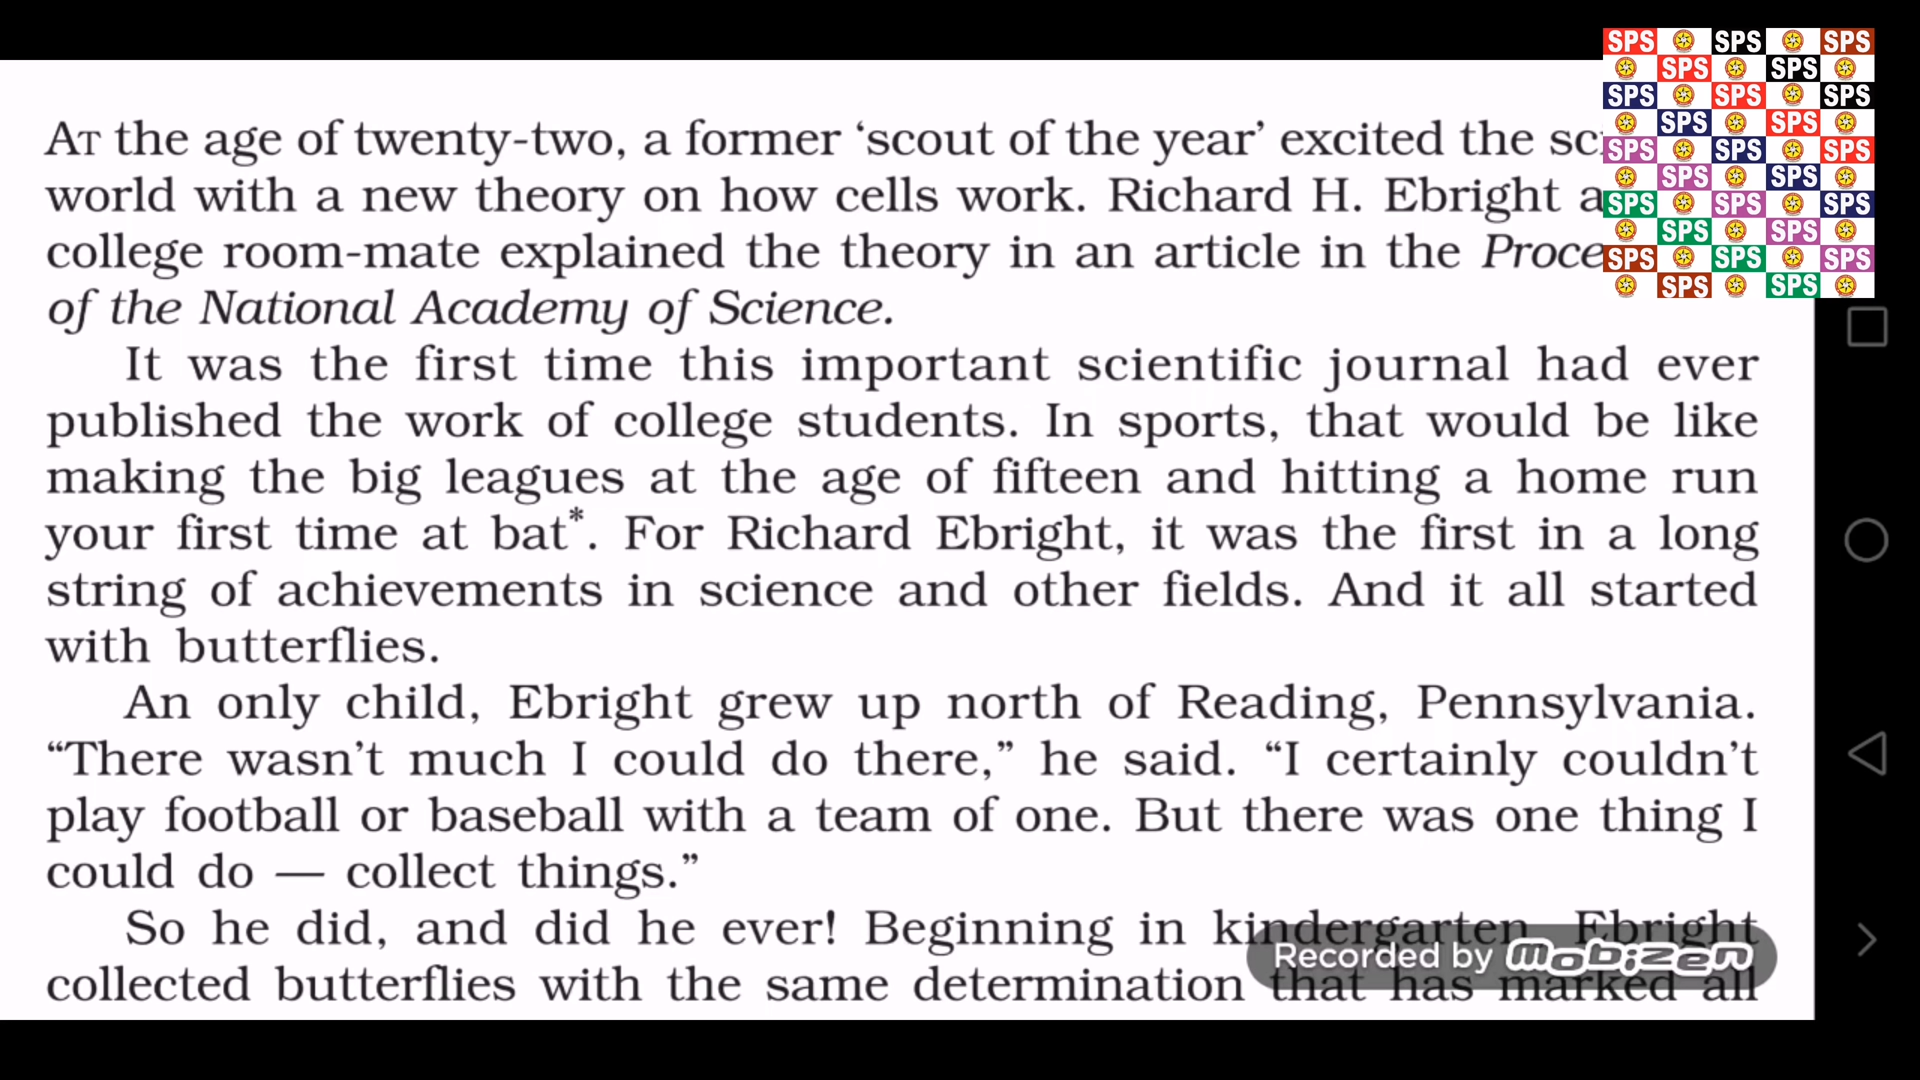 SPS SPS SPS
SPS SPS
SPS SPS SPS
SPS SPS
SPS SPS SPS
SPS SPS
SPS SPS SPS
SPS SPS
SPS SPS SPS
SPS SPS
AT the age of twenty-two, a former ‘scout of the year’ excited the
world with a new theory on how cells work. Richard H. Ebright
college room-mate explained the theory in an article in the
of the National Academy of Science.
It was the first time this important scientific journal had ever
published the work of college students. In sports, that would be like
making the big leagues at the age of fifteen and hitting a home run
your first time at bat*. For Richard Ebright, it was the first in a long
string of achievements in science and other fields. And it all started
with butterflies.
An only child, Ebright grew up north of Reading, Pennsylvania.
“There wasn’t much I could do there,” he said. “I certainly couldn’t
play football or baseball with a team of one. But there was one thing I
could do — collect things.”
So he did, and did he ever! Beginning in kindergarten, Ebright
collected butterflies with the same determination that has marked all
Recorded by mobizen